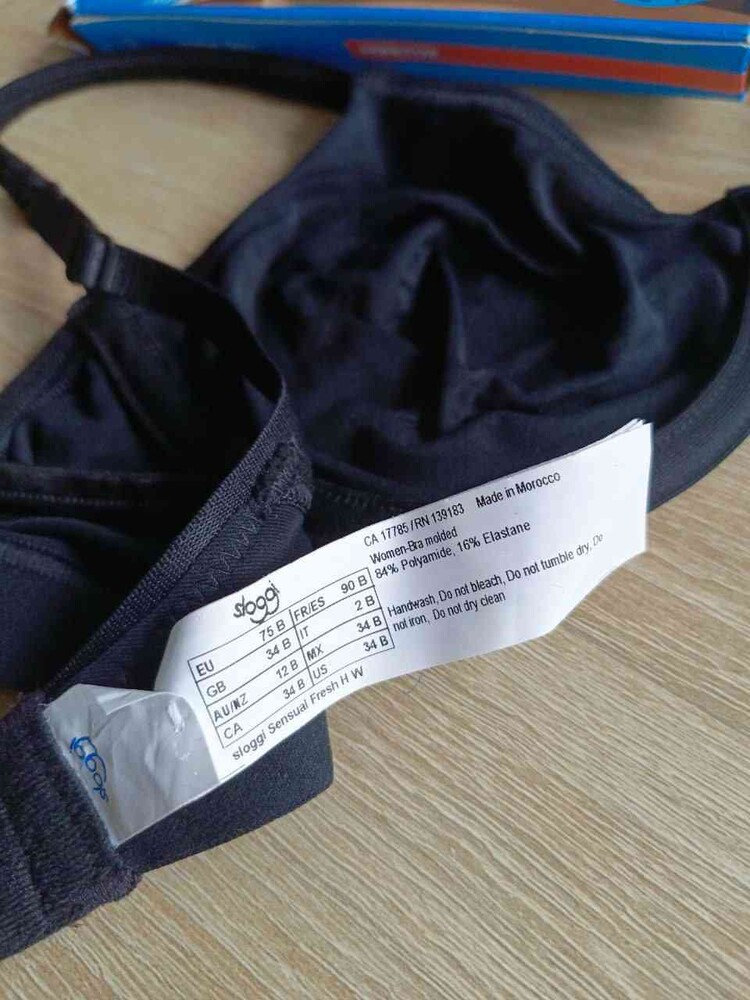 CA 17785 / RN 139183 Made in Morocco
Women-Bra molded
84% Polyamide, 16% Elastane
Handwash, Do not bleach, Do not tumble dry, Do
not iron, Do not dry clean
sloggi
EU 75 B FR/ES 90 B
GB 34 B IT 2 B
AU/NZ 12 B MX 34 B
CA 34 B US 34 B
sloggi Sensual Fresh H W
sloggi